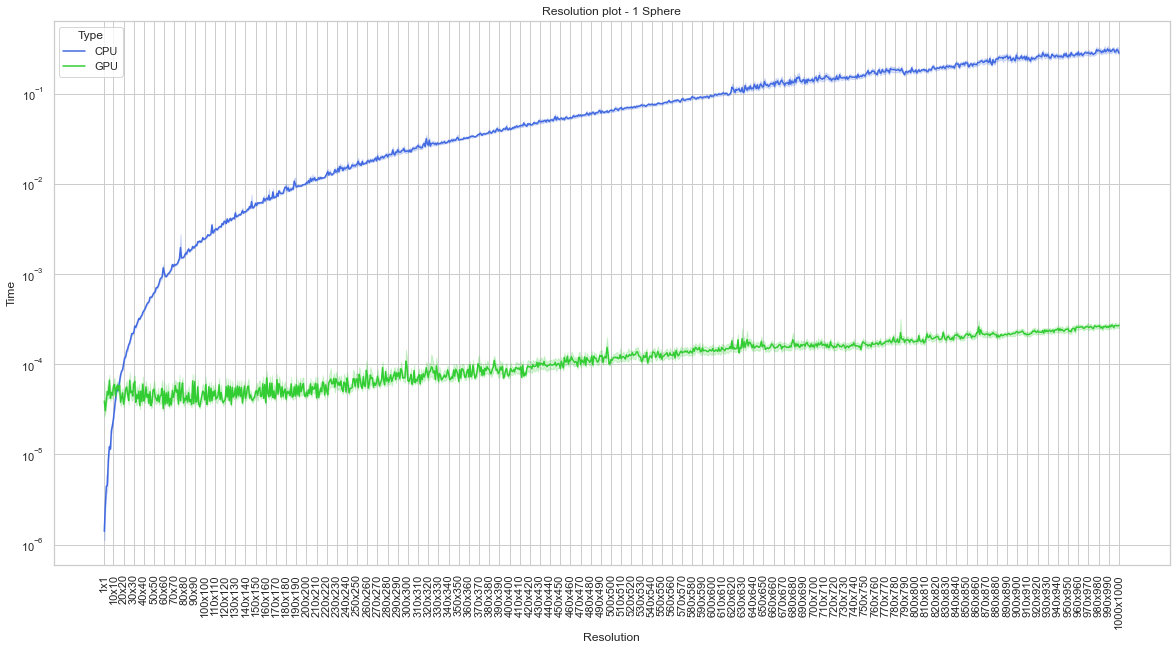 Resolution plot - 1 Sphere
Type
CPU
GPU
10⁻¹
10⁻²
10⁻³
10⁻⁴
10⁻⁵
10⁻⁶
Time
1x1
10x10
20x20
30x30
40x40
50x50
60x60
70x70
80x80
90x90
100x100
110x110
120x120
130x130
140x140
150x150
160x160
170x170
180x180
190x190
200x200
210x210
220x220
230x230
240x240
250x250
260x260
270x270
280x280
290x290
300x300
310x310
320x320
330x330
340x340
350x350
360x360
370x370
380x380
390x390
400x400
410x410
420x420
430x430
440x440
450x450
460x460
470x470
480x480
490x490
500x500
510x510
520x520
530x530
540x540
550x550
560x560
570x570
580x580
590x590
600x600
610x610
620x620
630x630
640x640
650x650
660x660
670x670
680x680
690x690
700x700
710x710
720x720
730x730
740x740
750x750
760x760
770x770
780x780
790x790
800x800
810x810
820x820
830x830
840x840
850x850
860x860
870x870
880x880
890x890
900x900
910x910
920x920
930x930
940x940
950x950
960x960
970x970
980x980
990x990
1000x1000
Resolution